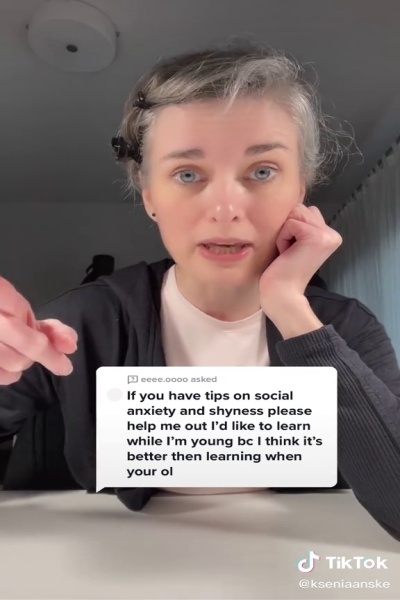 eeee.oooo asked
If you have tips on social
anxiety and shyness please
help me out I'd like to learn
while I'm young bc I think it's
better then learning when
your ol
TikTok
@kseniaanske